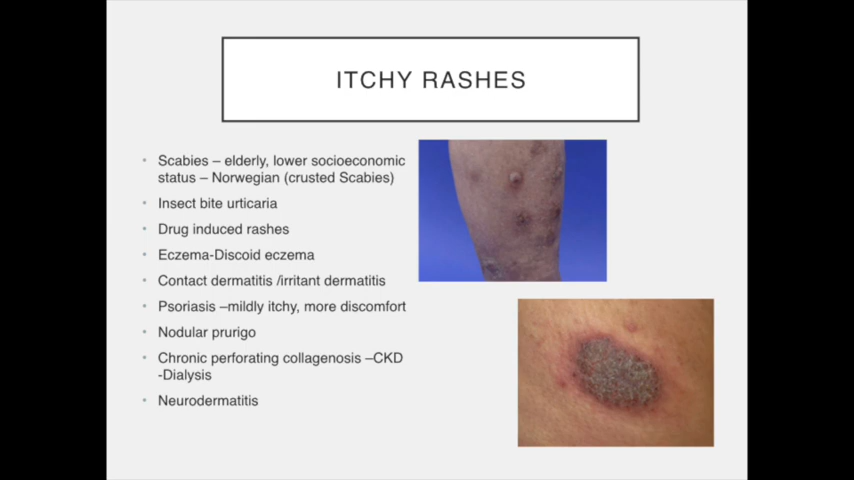 ITCHY RASHES
Scabies – elderly, lower socioeconomic
status – Norwegian (crusted Scabies)
Insect bite urticaria
Drug induced rashes
Eczema-Discoid eczema
Contact dermatitis /irritant dermatitis
Psoriasis –mildly itchy, more discomfort
Nodular prurigo
Chronic perforating collagenosis –CKD
-Dialysis
Neurodermatitis